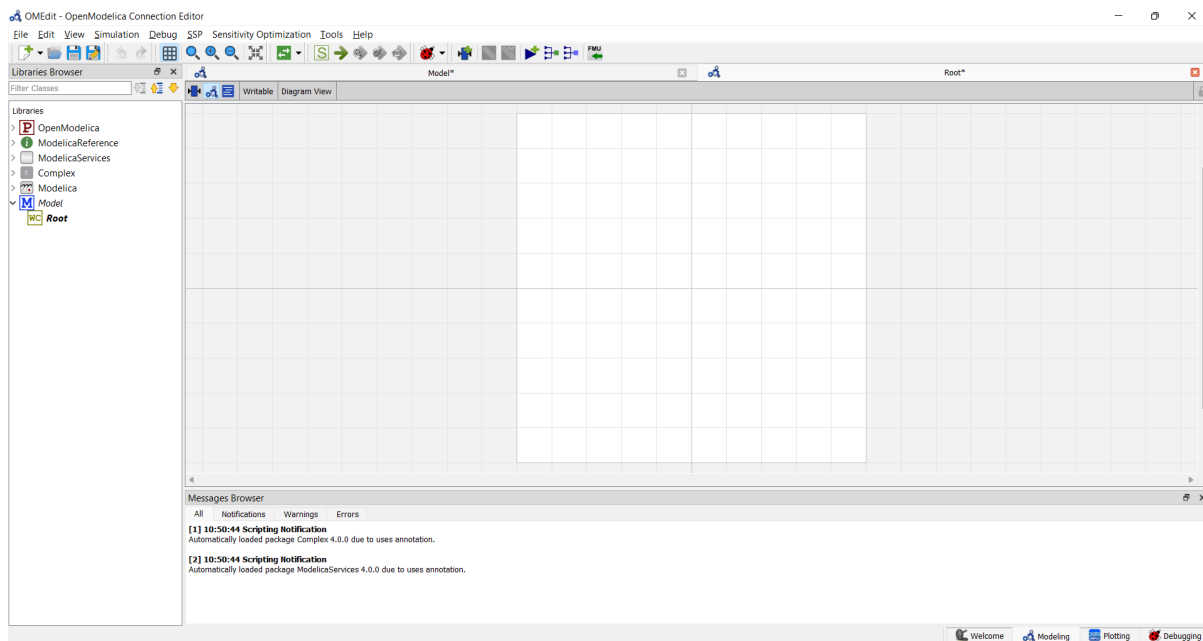 OMEdit - OpenModelica Connection Editor
File Edit View Simulation Debug SSP Sensitivity Optimization Tools Help
S FMU
Libraries Browser
Model*
Root*
Filter Classes
Writable Diagram View
Libraries
P OpenModelica
i ModelicaReference
ModelicaServices
C Complex
Modelica
M Model
WC Root
Messages Browser
All Notifications Warnings Errors
[1] 10:50:44 Scripting Notification
Automatically loaded package Complex 4.0.0 due to uses annotation.
[2] 10:50:44 Scripting Notification
Automatically loaded package ModelicaServices 4.0.0 due to uses annotation.
Welcome Modeling Plotting Debugging